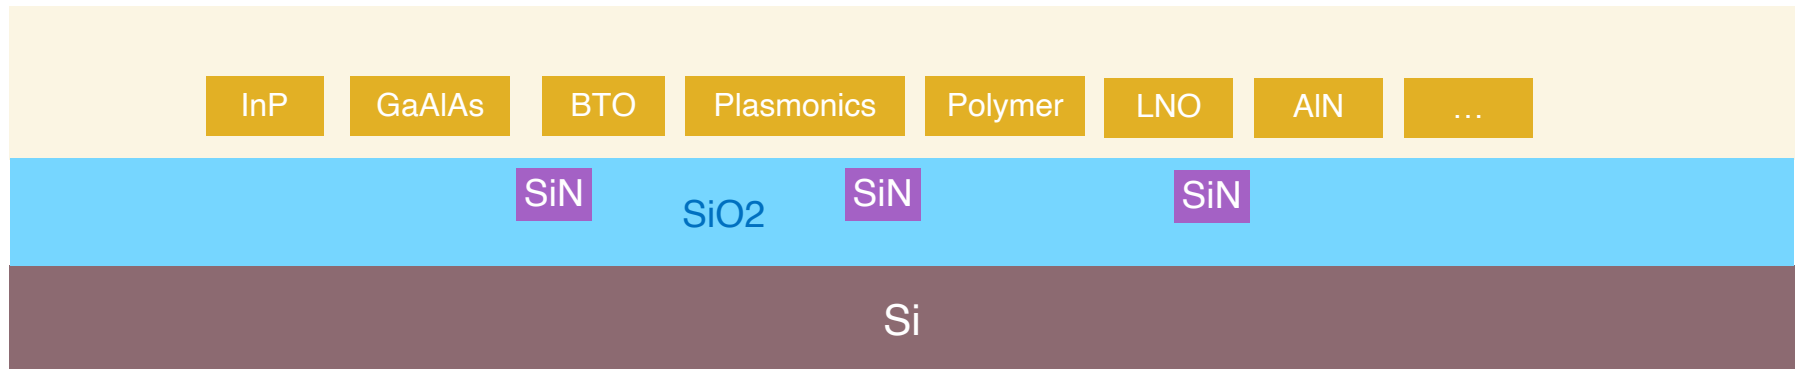 InP GaAlAs BTO Plasmonics Polymer LNO AlN …
SiN SiN SiN
SiO2
Si